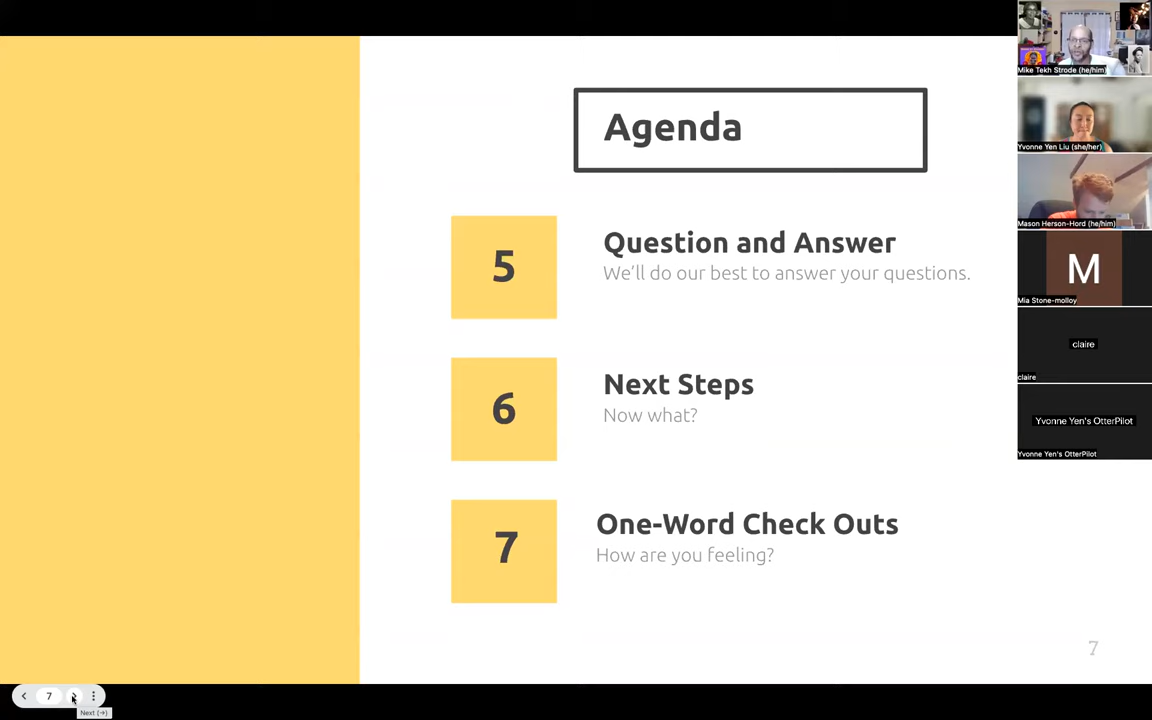 Agenda
5
Question and Answer
We'll do our best to answer your questions.
6
Next Steps
Now what?
7
One-Word Check Outs
How are you feeling?
7
Mike Tekh Strode (he/him)
Yvonne Yen Liu (she/her)
Mason Herson-Hord (he/him)
M
Mia Stone-molloy
claire
claire
Yvonne Yen's OtterPilot
Yvonne Yen's OtterPilot
7
Next (→)